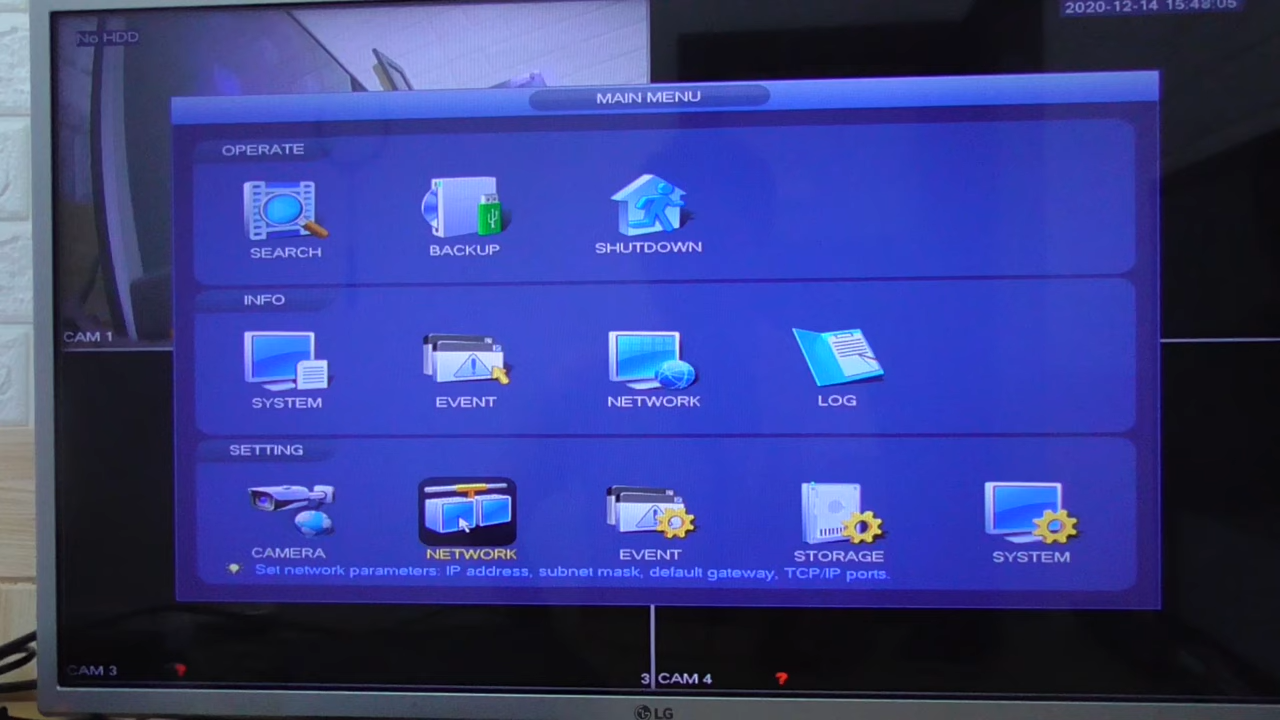 2020-12-14 15:48:05
No HDD
MAIN MENU
OPERATE
SEARCH
BACKUP
SHUTDOWN
INFO
CAM 1
SYSTEM
EVENT
NETWORK
LOG
SETTING
CAMERA
NETWORK
EVENT
STORAGE
SYSTEM
Set network parameters: IP address, subnet mask, default gateway, TCP/IP ports.
CAM 3 ?
3 CAM 4 ?
LG